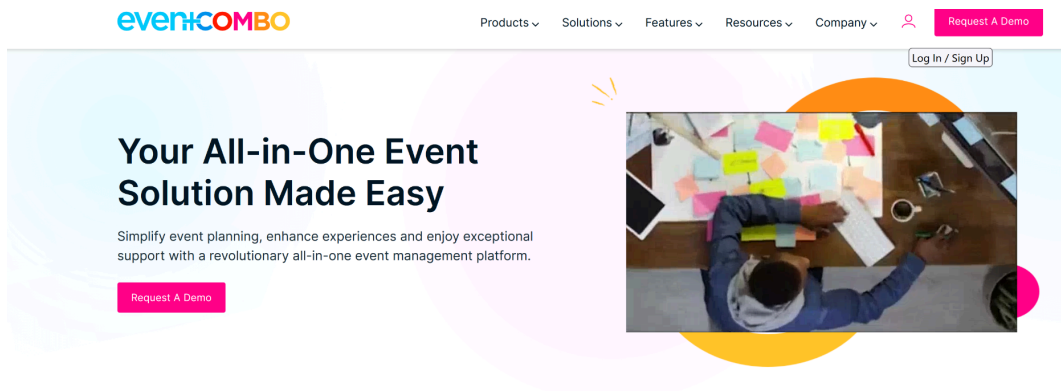 eventCOMBO
Products
Solutions
Features
Resources
Company
Request A Demo
Log In / Sign Up
Your All-in-One Event
Solution Made Easy
Simplify event planning, enhance experiences and enjoy exceptional
support with a revolutionary all-in-one event management platform.
Request A Demo